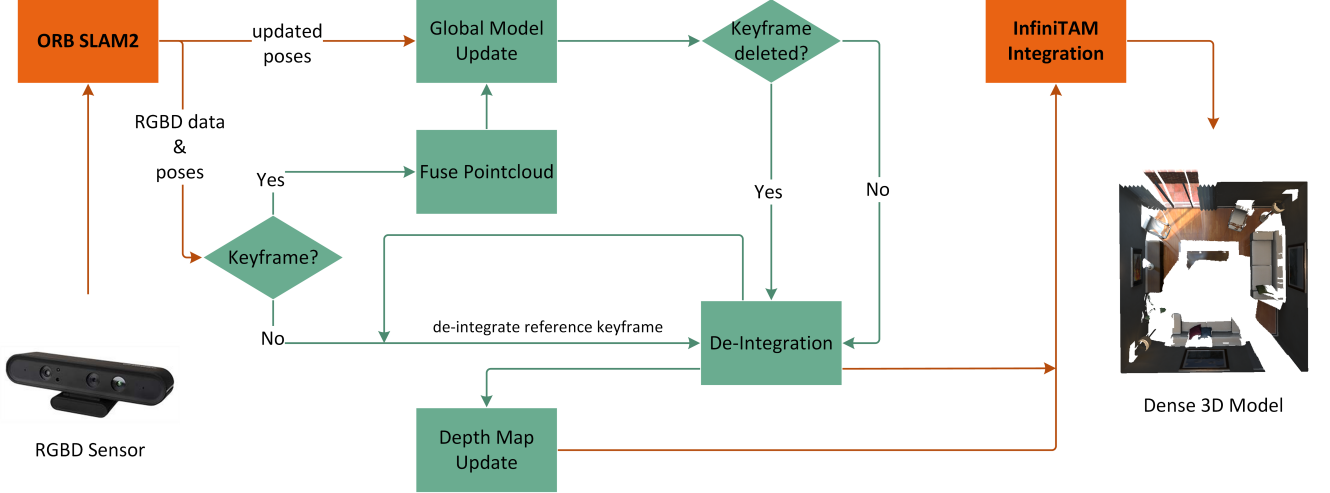 ORB SLAM2
updated
poses
Global Model
Update
Keyframe
deleted?
InfiniTAM
Integration
RGBD data
&
poses
Yes
Fuse Pointcloud
Yes
No
Keyframe?
No
de-integrate reference keyframe
De-Integration
Dense 3D Model
Depth Map
Update
RGBD Sensor